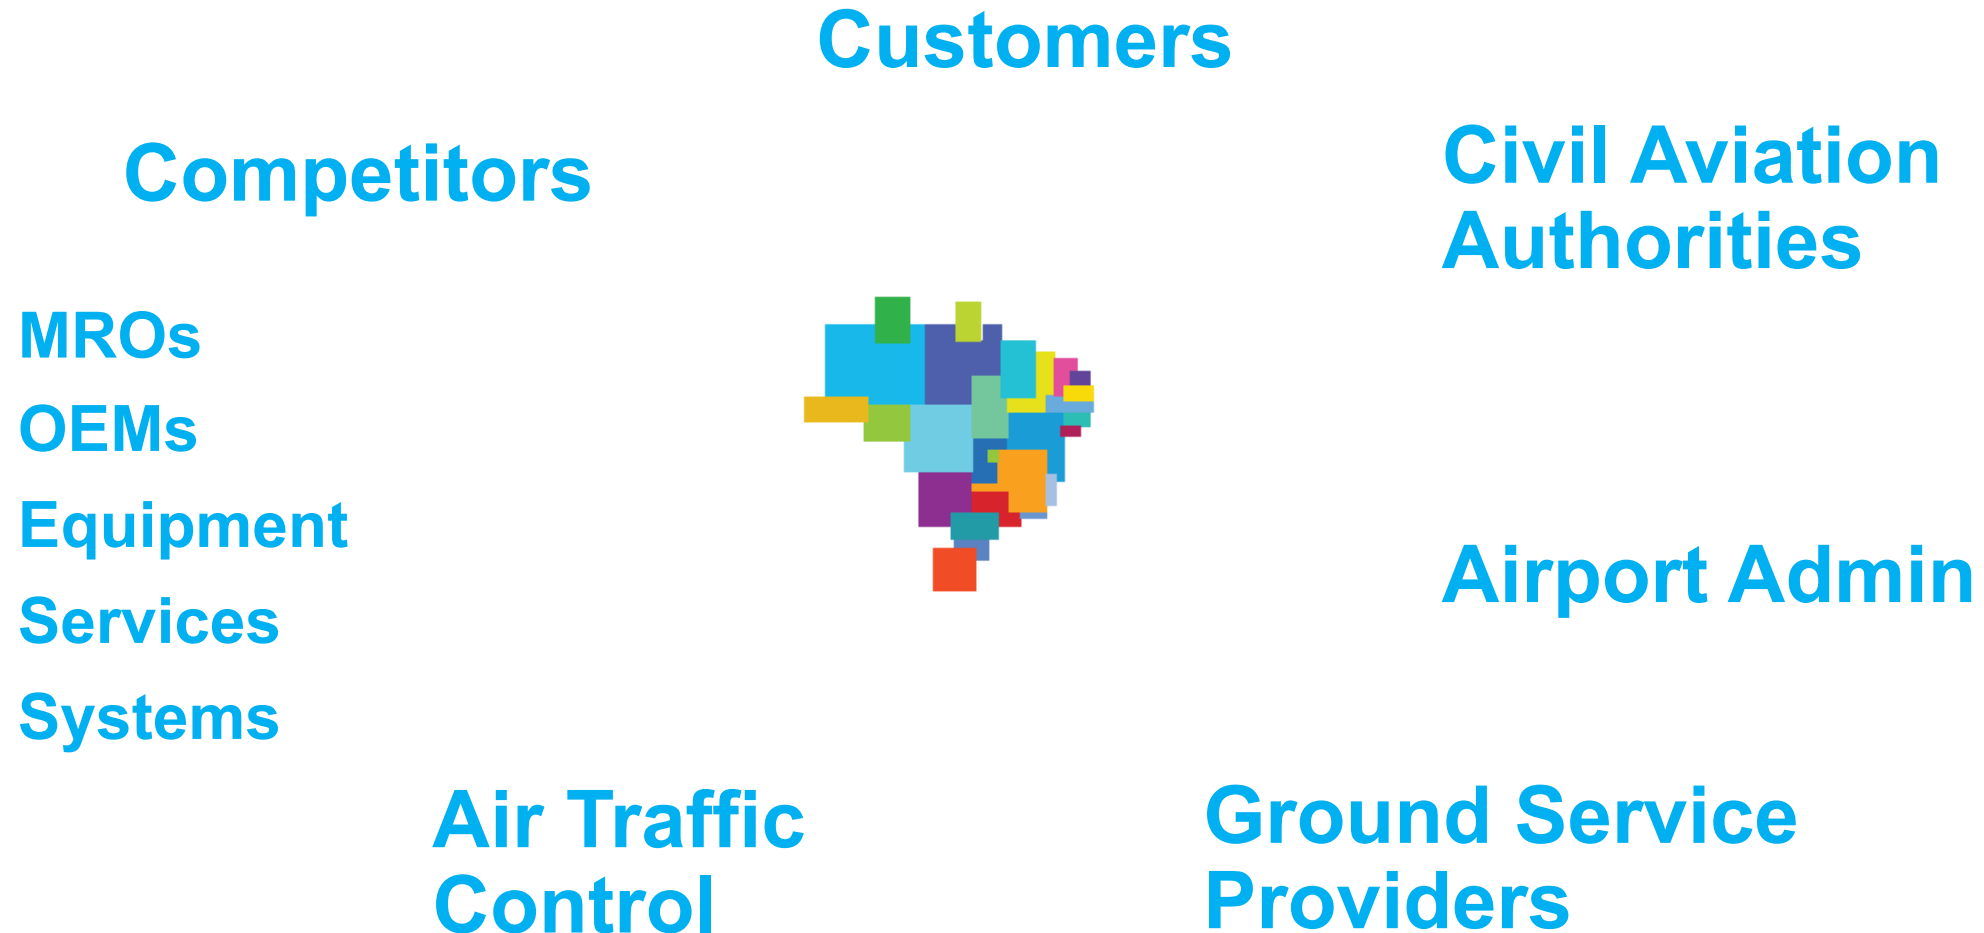 Customers
Competitors
Civil Aviation
Authorities
MROs
OEMs
Equipment
Services
Systems
Airport Admin
Air Traffic
Control
Ground Service
Providers